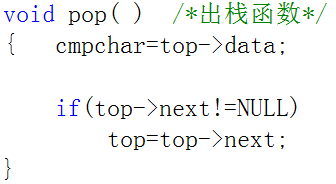 void pop( )  /*出栈函数*/
{   cmpchar=top->data;
    if(top->next!=NULL)
        top=top->next;
}